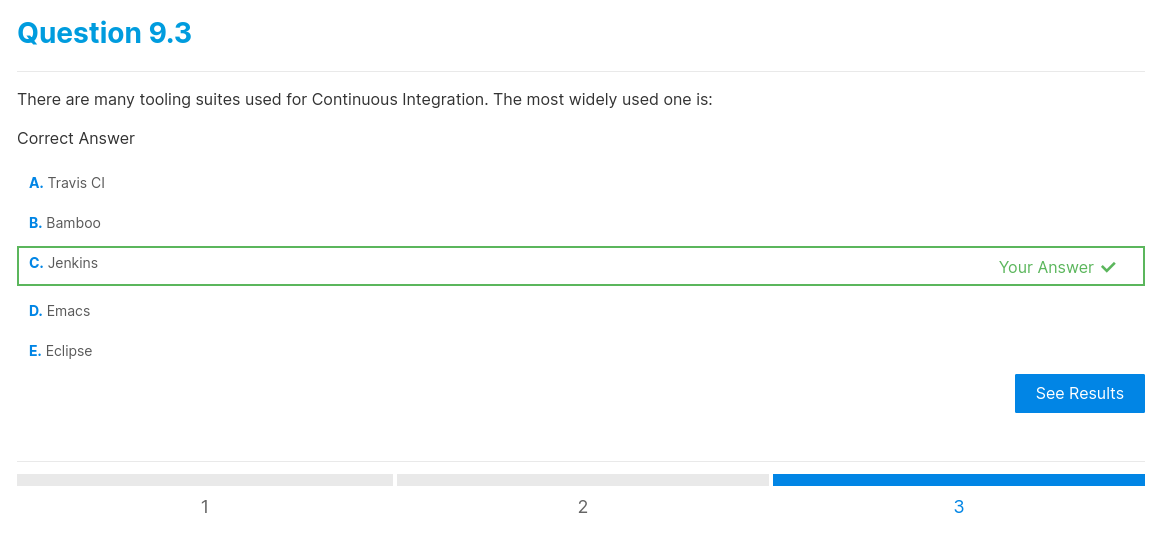 Question 9.3
There are many tooling suites used for Continuous Integration. The most widely used one is:
Correct Answer
A. Travis CI
B. Bamboo
C. Jenkins
Your Answer ✓
D. Emacs
E. Eclipse
See Results
1
2
3